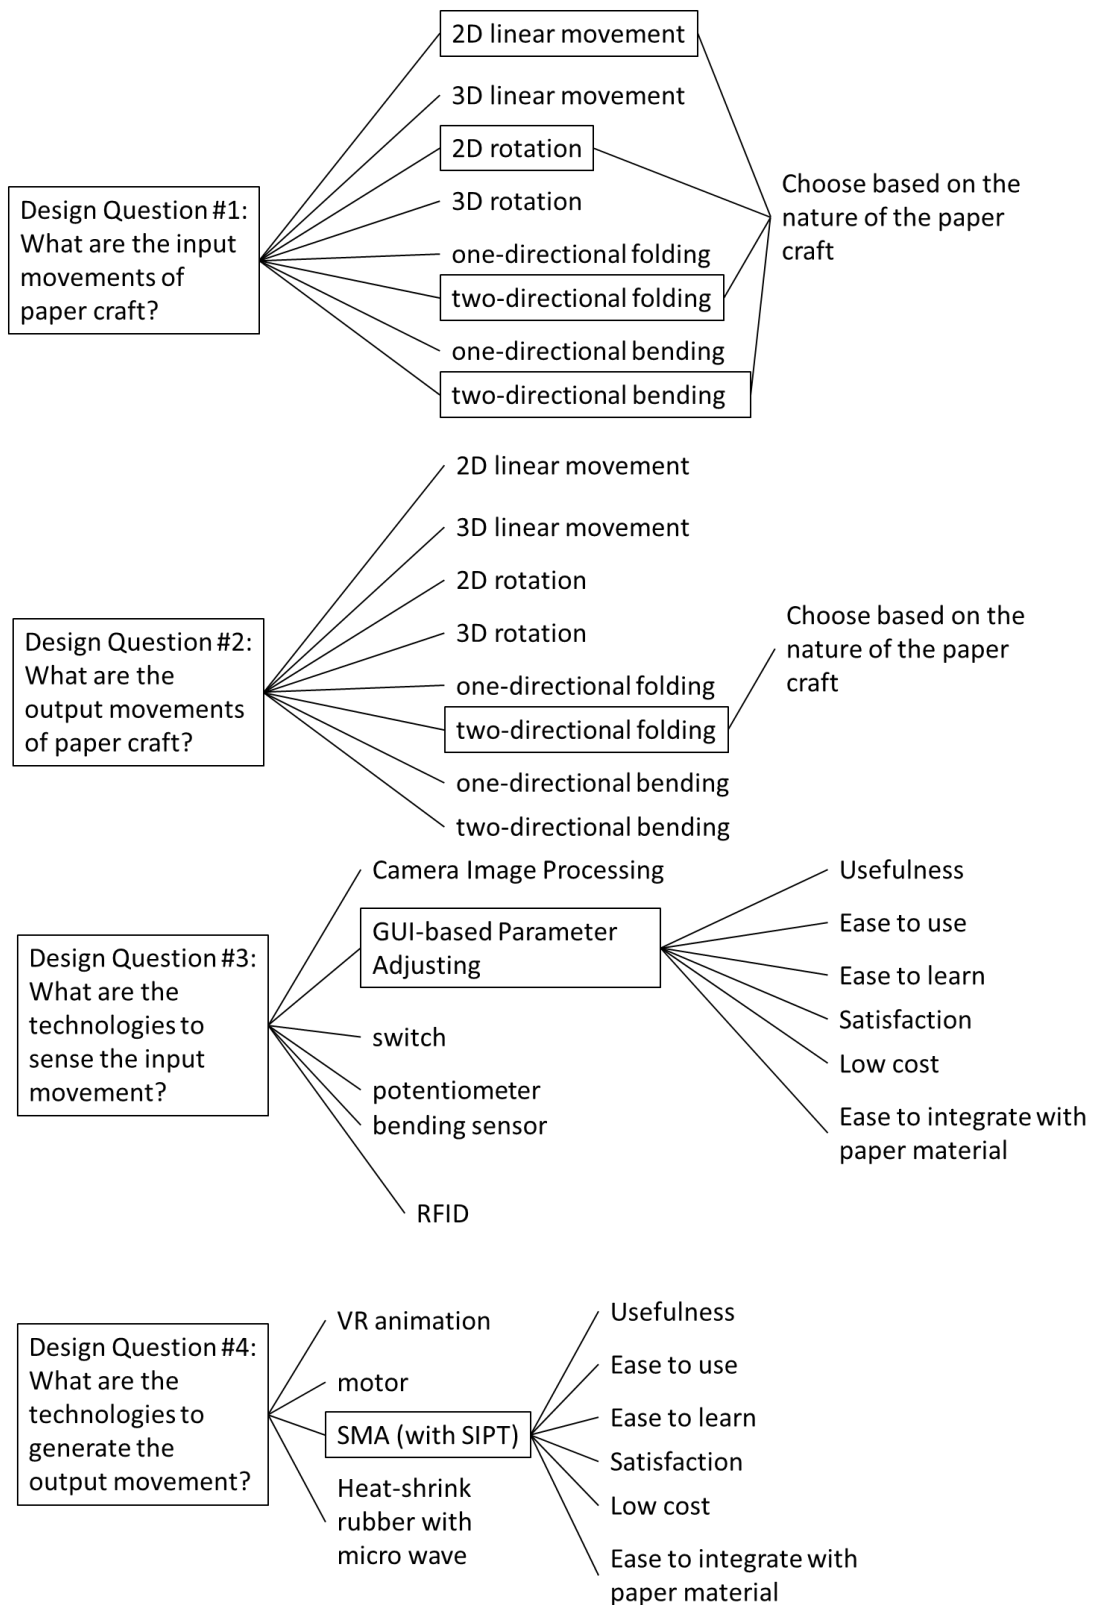 Design Question #1:
What are the input
movements of
paper craft?
2D linear movement
3D linear movement
2D rotation
3D rotation
one-directional folding
two-directional folding
one-directional bending
two-directional bending
Choose based on the
nature of the paper
craft
Design Question #2:
What are the
output movements
of paper craft?
2D linear movement
3D linear movement
2D rotation
3D rotation
one-directional folding
two-directional folding
one-directional bending
two-directional bending
Choose based on the
nature of the paper
craft
Design Question #3:
What are the
technologies to
sense the input
movement?
Camera Image Processing
GUI-based Parameter
Adjusting
switch
potentiometer
bending sensor
RFID
Usefulness
Ease to use
Ease to learn
Satisfaction
Low cost
Ease to integrate with
paper material
Design Question #4:
What are the
technologies to
generate the
output movement?
VR animation
motor
SMA (with SIPT)
Heat-shrink
rubber with
micro wave
Usefulness
Ease to use
Ease to learn
Satisfaction
Low cost
Ease to integrate with
paper material